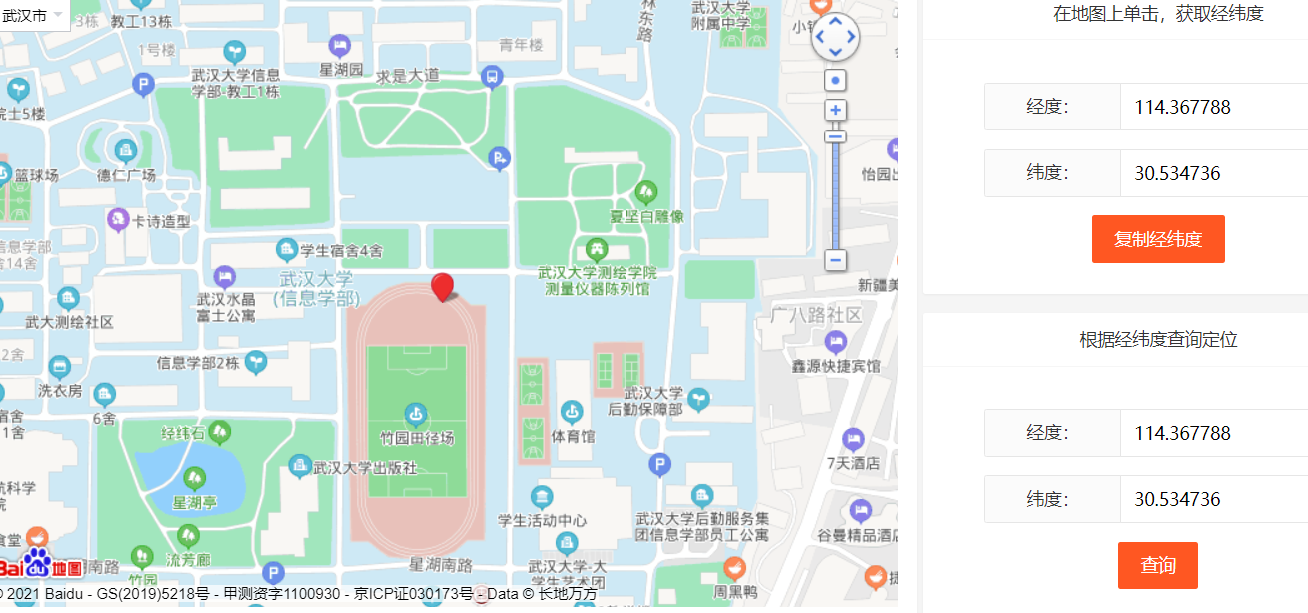 武汉市
3栋
教工13栋
1号楼
武汉大学信息
学部-教工1栋
星湖园
求是大道
青年楼
林东路
武汉大学
附属中学
院士5楼
德仁广场
篮球场
卡诗造型
夏坚白雕像
学生宿舍4舍
武汉大学
(信息学部)
武汉大学测绘学院
测量仪器陈列馆
信息学部
14舍
武汉水晶
富士公寓
武大测绘社区
新疆美
广八路社区
2舍
信息学部2栋
洗衣房
鑫源快捷宾馆
6舍
宿舍
1舍
武汉大学
后勤保障部
经纬石
竹园田径场
体育馆
武汉大学出版社
7天酒店
星湖亭
学生活动中心
武汉大学后勤服务集
团信息学部员工公寓
谷曼精品酒店
流芳廊
竹园
星湖南路
武汉大学-大
学生艺术团
周黑鸭
南路
Bai du 地图
© 2021 Baidu - GS(2019)5218号 - 甲测资字1100930 - 京ICP证030173号 - Data © 长地万方
在地图上单击，获取经纬度
经度：
114.367788
纬度：
30.534736
复制经纬度
根据经纬度查询定位
经度：
114.367788
纬度：
30.534736
查询